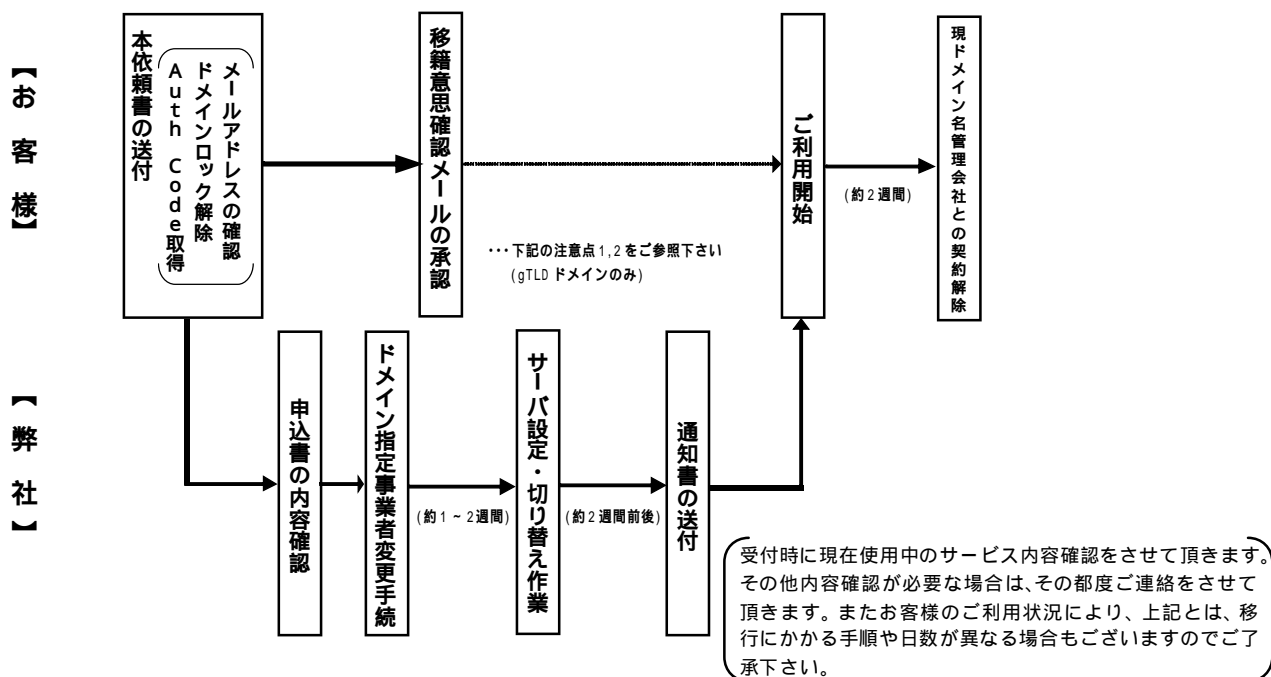 【お客様】
本依頼書の送付
メールアドレスの確認
ドメインロック解除
Auth Code取得
移籍意思確認メールの承認
･･･下記の注意点1,2をご参照下さい
(gTLDドメインのみ)
ご利用開始
(約2週間)
現ドメイン名管理会社との契約解除
【弊社】
申込書の内容確認
ドメイン指定事業者変更手続
(約1~2週間)
サーバ設定・切り替え作業
(約2週間前後)
通知書の送付
受付時に現在使用中のサービス内容確認をさせて頂きます。
その他内容確認が必要な場合は、その都度ご連絡をさせて
頂きます。またお客様のご利用状況により、上記とは、移
行にかかる手順や日数が異なる場合もございますのでご了
承下さい。